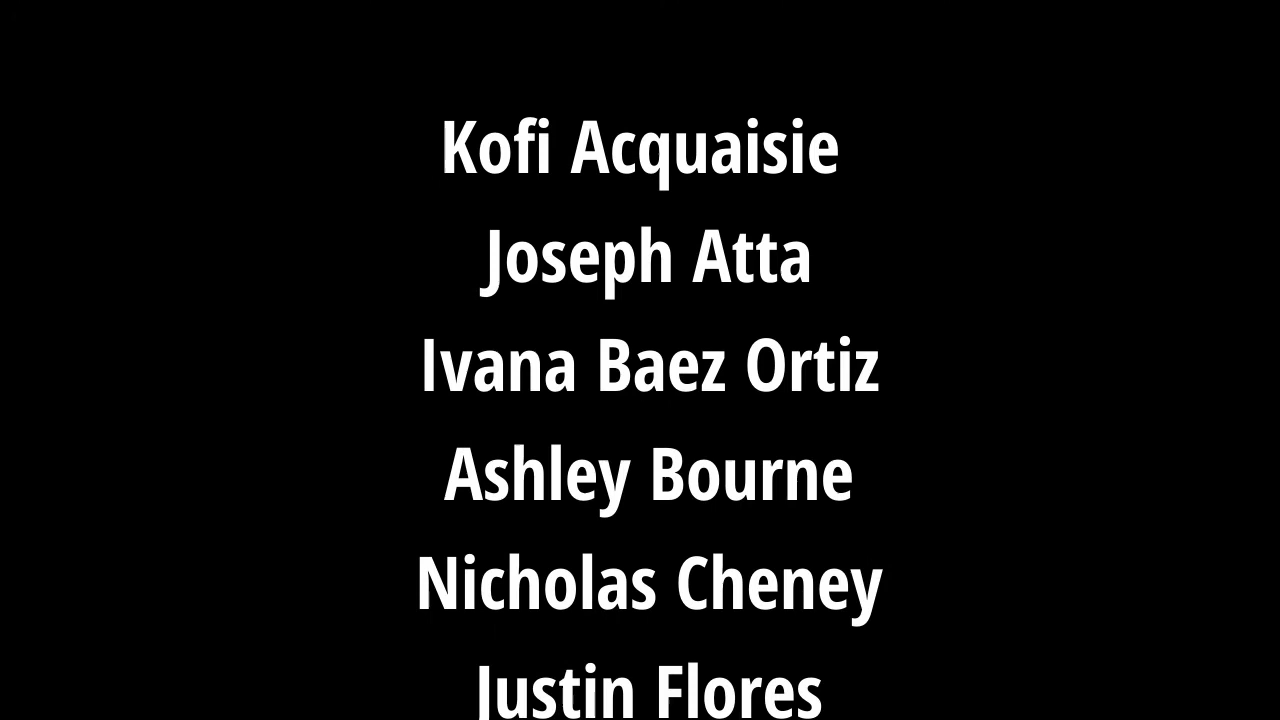 Kofi Acquaisie
Joseph Atta
Ivana Baez Ortiz
Ashley Bourne
Nicholas Cheney
Justin Flores